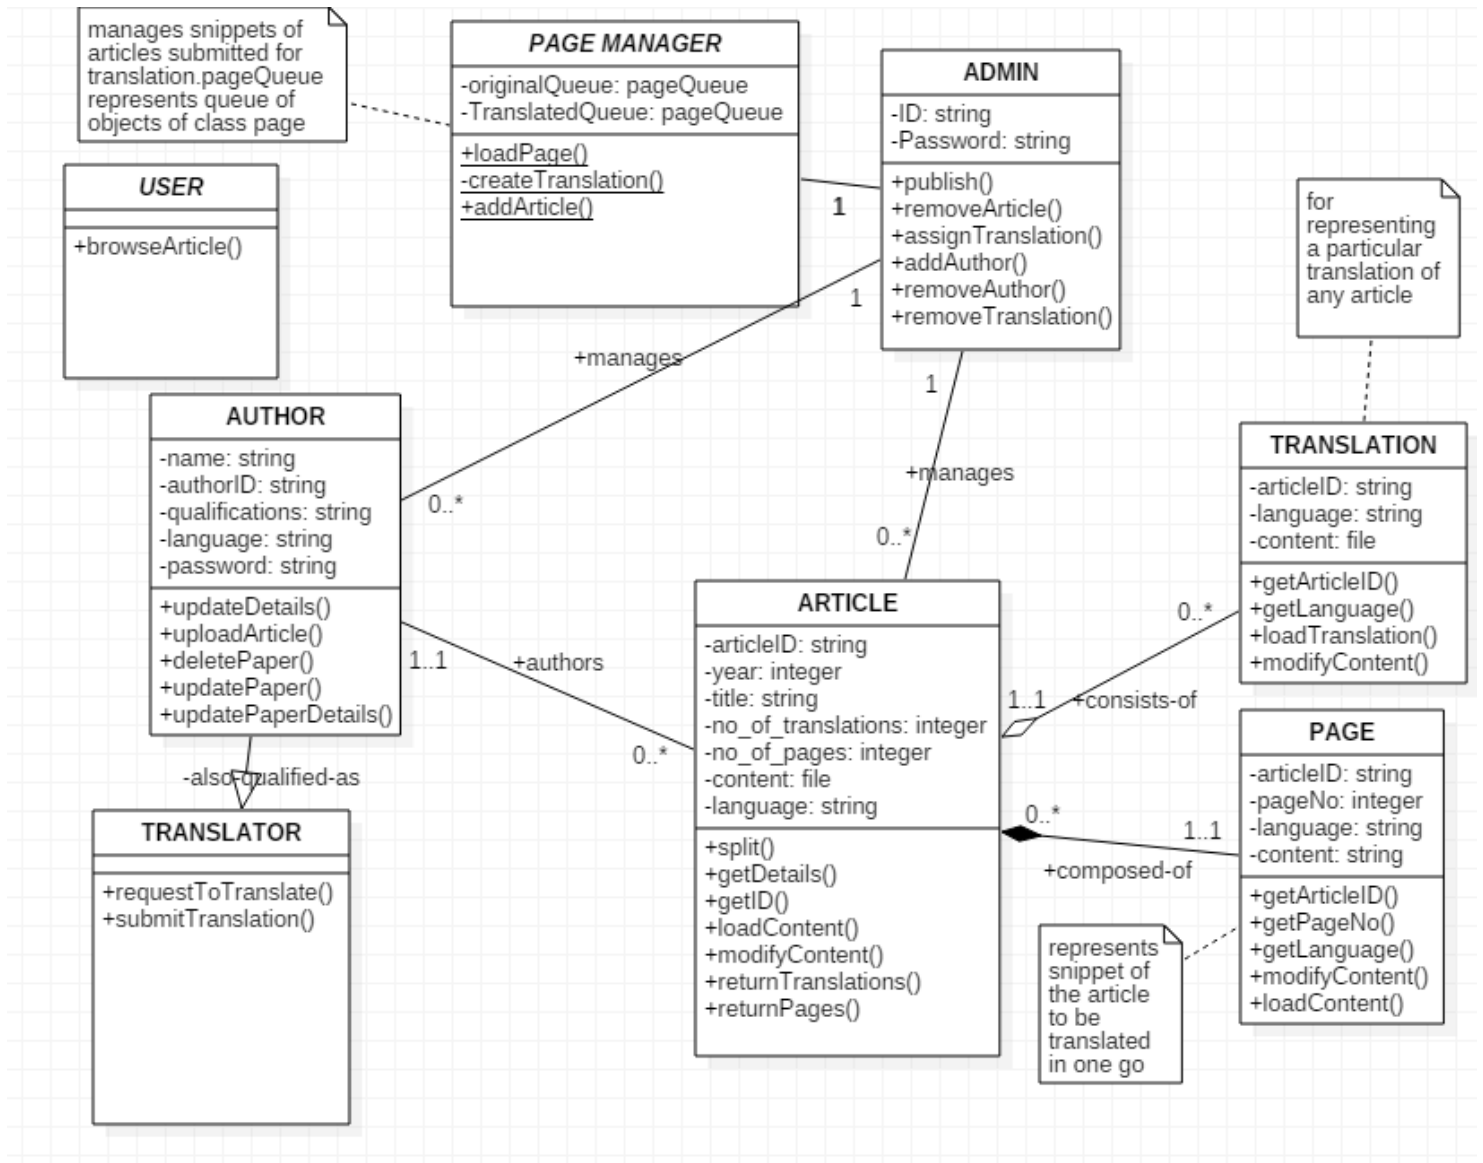 manages snippets of
articles submitted for
translation.pageQueue
represents queue of
objects of class page
PAGE MANAGER
-originalQueue: pageQueue
-TranslatedQueue: pageQueue
+loadPage()
-createTranslation()
+addArticle()
ADMIN
-ID: string
-Password: string
+publish()
+removeArticle()
+assignTranslation()
+addAuthor()
+removeAuthor()
+removeTranslation()
1
USER
+browseArticle()
for
representing
a particular
translation of
any article
1
+manages
0..*
1
+manages
0..*
AUTHOR
-name: string
-authorID: string
-qualifications: string
-language: string
-password: string
+updateDetails()
+uploadArticle()
+deletePaper()
+updatePaper()
+updatePaperDetails()
1..1
+authors
0..*
TRANSLATION
-articleID: string
-language: string
-content: file
+getArticleID()
+getLanguage()
+loadTranslation()
+modifyContent()
ARTICLE
-articleID: string
-year: integer
-title: string
-no_of_translations: integer
-no_of_pages: integer
-content: file
-language: string
+split()
+getDetails()
+getID()
+loadContent()
+modifyContent()
+returnTranslations()
+returnPages()
0..*
1..1
+consists-of
0..*
1..1
+composed-of
PAGE
-articleID: string
-pageNo: integer
-language: string
-content: string
+getArticleID()
+getPageNo()
+getLanguage()
+modifyContent()
+loadContent()
-also-qualified-as
TRANSLATOR
+requestToTranslate()
+submitTranslation()
represents
snippet of
the article
to be
translated
in one go